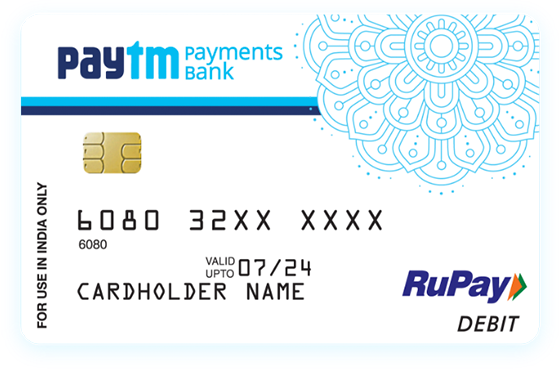 paytm Payments
Bank
FOR USE IN INDIA ONLY
6080 32XX XXXX
6080
VALID
UPTO 07/24
CARDHOLDER NAME
RuPay
DEBIT